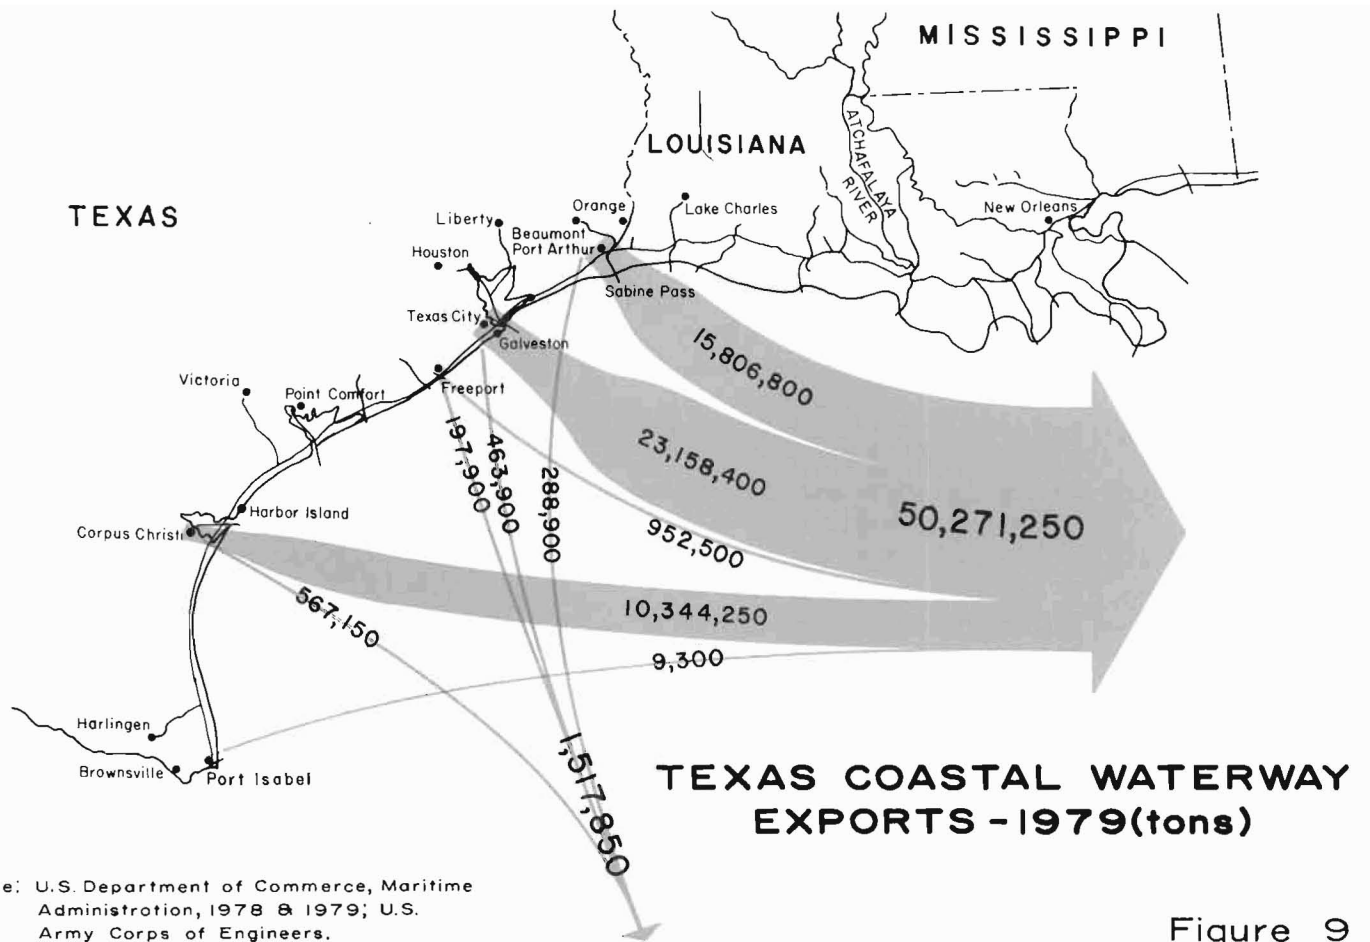 MISSISSIPPI
LOUISIANA
ATCHAFALAYA
RIVER
TEXAS
Liberty
Orange
Lake Charles
New Orleans
Beaumont
Houston
Port Arthur
Sabine Pass
Texas City
Galveston
15,806,800
Victoria
Point Comfort
Freeport
197,900
463,900
288,900
23,158,400
952,500
50,271,250
Harbor Island
Corpus Christi
567,150
10,344,250
9,300
Harlingen
Brownsville
Port Isabel
1,517,850
TEXAS COASTAL WATERWAY
EXPORTS - 1979 (tons)
e: U.S. Department of Commerce, Maritime
Administration, 1978 & 1979; U.S.
Army Corps of Engineers.
Figure 9